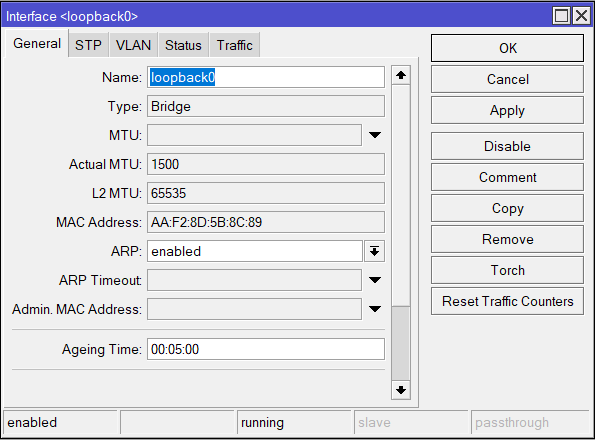 Interface <loopback0>
General STP VLAN Status Traffic
Name: loopback0
Type: Bridge
MTU:
Actual MTU: 1500
L2 MTU: 65535
MAC Address: AA:F2:8D:5B:8C:89
ARP: enabled
ARP Timeout:
Admin. MAC Address:
Ageing Time: 00:05:00
OK
Cancel
Apply
Disable
Comment
Copy
Remove
Torch
Reset Traffic Counters
enabled running slave passthrough